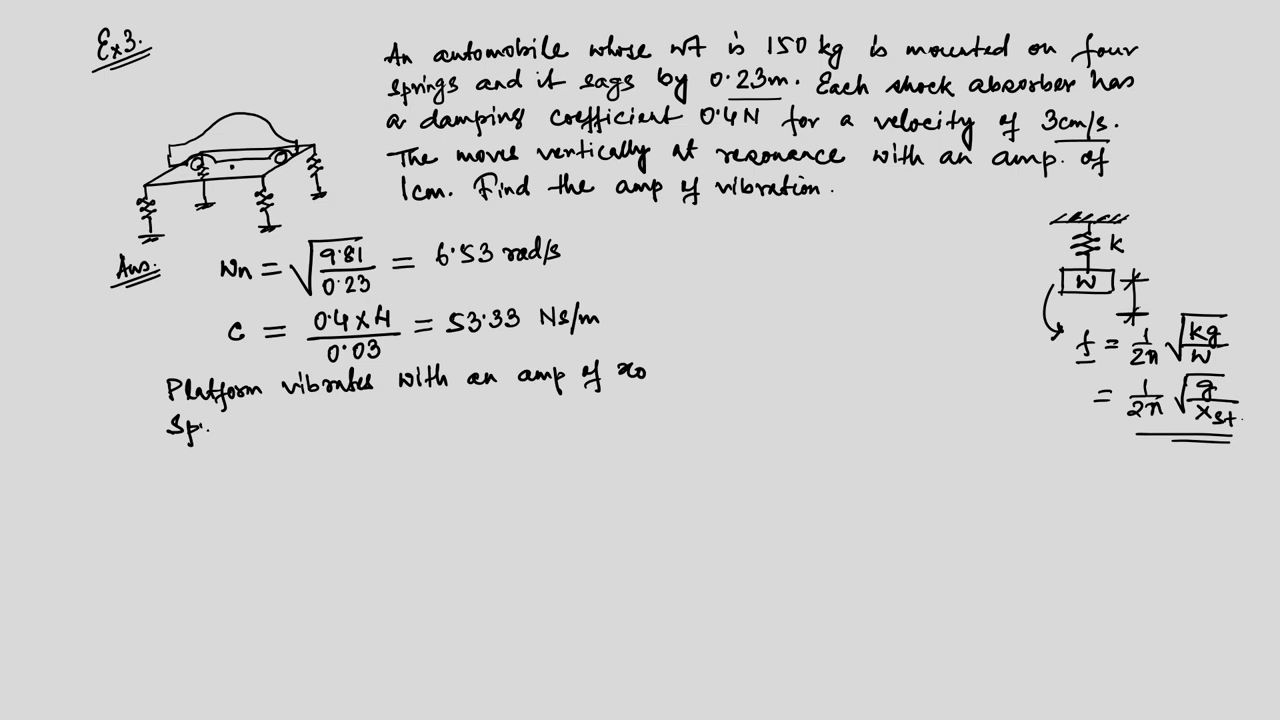 Ex3.
An automobile whose wt is 150 kg is mounted on four
springs and it sags by 0.23m. Each shock absorber has
a damping coefficient 0.4N for a velocity of 3cm/s.
The moves vertically at resonance with an amp. of
1cm. Find the amp of vibration.
Ans. Wn = √(9.81/0.23) = 6.53 rad/s
C = (0.4×4)/0.03 = 53.33 Ns/m
Platform vibrates with an amp of x0
Sp.
K
W
f = 1/2π √(kg/W)
= 1/2π √(g/Xst.)